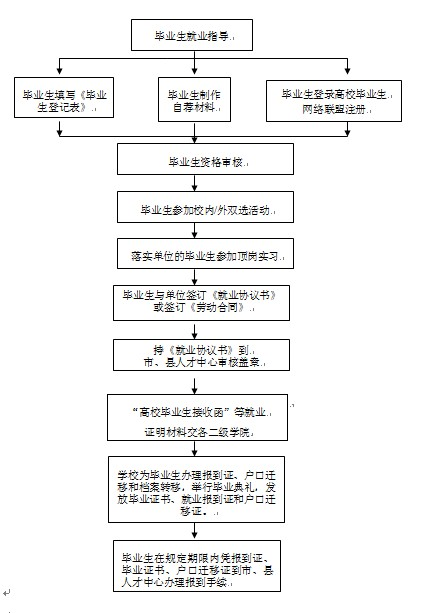 毕业生就业指导
毕业生填写《毕业
生登记表》
毕业生制作
自荐材料
毕业生登录高校毕业生
网络联盟注册
毕业生资格审核
毕业生参加校内/外双选活动
落实单位的毕业生参加顶岗实习
毕业生与单位签订《就业协议书》
或签订《劳动合同》
持《就业协议书》到
市、县人才中心审核盖章
“高校毕业生接收函”等就业
证明材料交各二级学院
学校为毕业生办理报到证、户口迁
移和档案转移，举行毕业典礼，发
放毕业证书、就业报到证和户口迁
移证。
毕业生在规定期限内凭报到证、
毕业证书、户口迁移证到市、县
人才中心办理报到手续